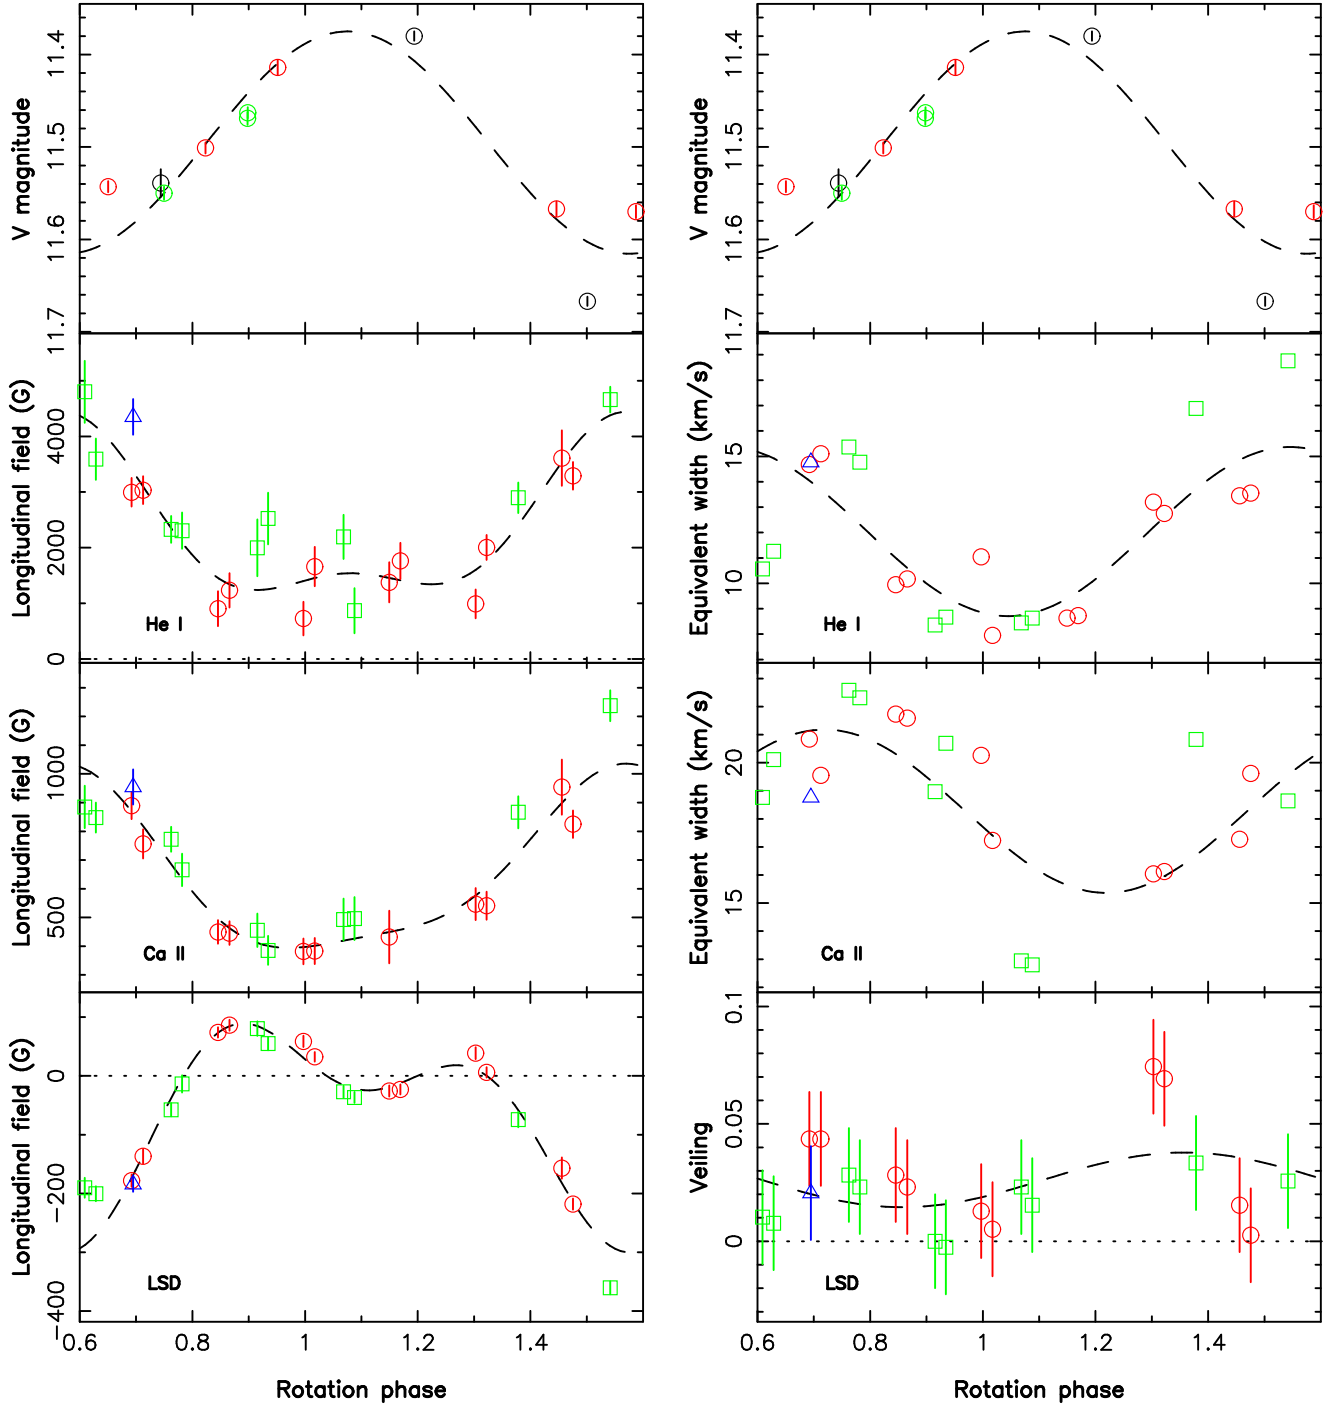 V magnitude
11.4
11.5
11.6
11.7
Longitudinal field (G)
4000
2000
0
He I
Longitudinal field (G)
1000
500
Ca II
Longitudinal field (G)
0
−200
−400
LSD
0.6
0.8
1
1.2
1.4
Rotation phase
V magnitude
11.4
11.5
11.6
11.7
Equivalent width (km/s)
15
10
He I
Equivalent width (km/s)
20
15
Ca II
Veiling
0.1
0.05
0
LSD
0.6
0.8
1
1.2
1.4
Rotation phase